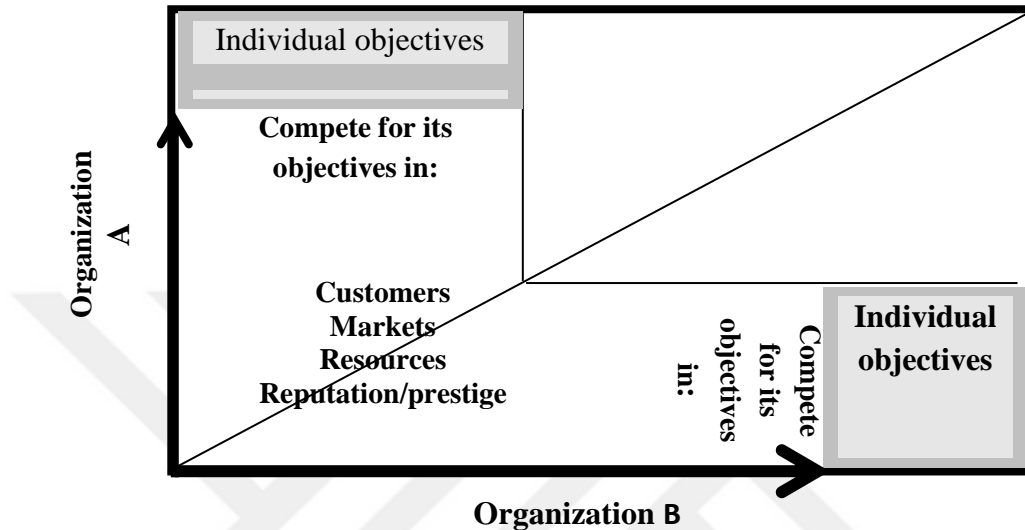 Individual objectives
Compete for its
objectives in:
Organization
A
Customers
Markets
Resources
Reputation/prestige
Compete
for its
objectives
in:
Individual
objectives
Organization B